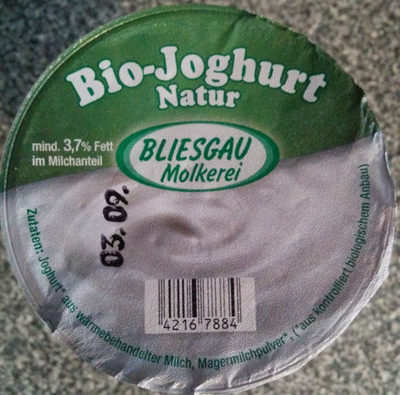 Bio-Joghurt
Natur
mind. 3,7% Fett
im Milchanteil
BLIESGAU
Molkerei
03.09.
4216 7884
Zutaten: Joghurt* aus wärmebehandelter Milch, Magermilchpulver*, (*aus kontrolliert biologischem Anbau)